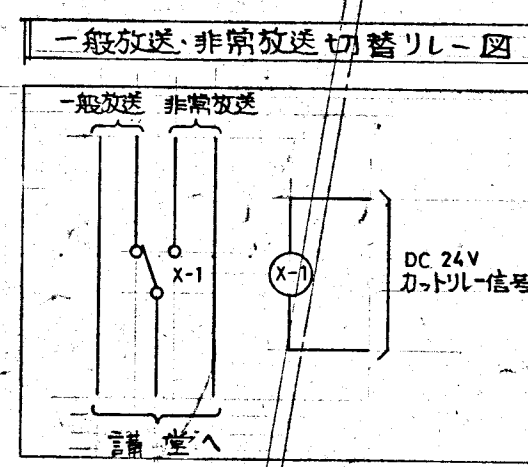 一般放送・非常放送切替リレー図
一般放送 非常放送
X-1
X-1
DC 24V
カットリレー信号
講堂へ